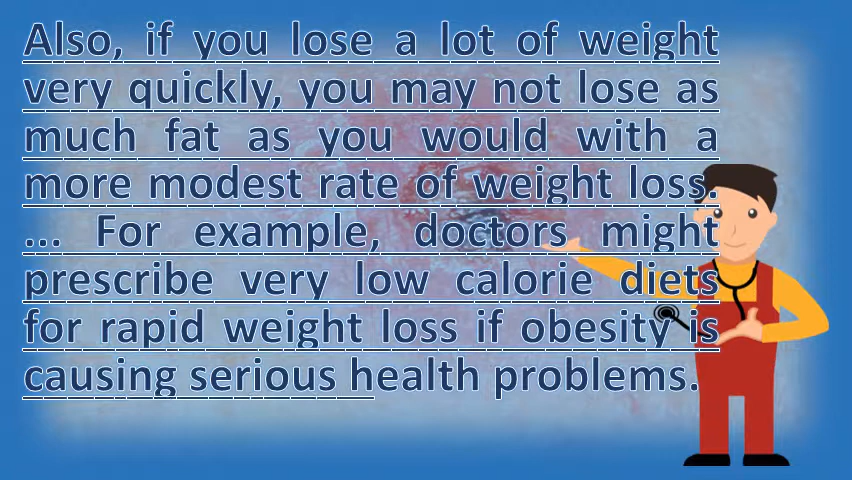 Also, if you lose a lot of weight
very quickly, you may not lose as
much fat as you would with a
more modest rate of weight loss.
... For example, doctors might
prescribe very low calorie diets
for rapid weight loss if obesity is
causing serious health problems.